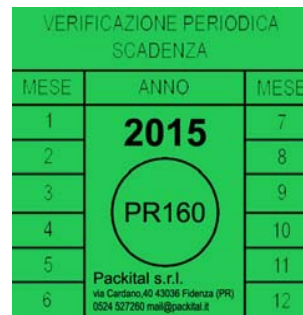 VERIFICAZIONE PERIODICA
SCADENZA
MESE ANNO MESE
1 2015 7
2 8
3 PR160 9
4 10
5 11
6 12
Packital s.r.l.
via Cardano,40 43036 Fidenza (PR)
0524 527260 mail@packital.it